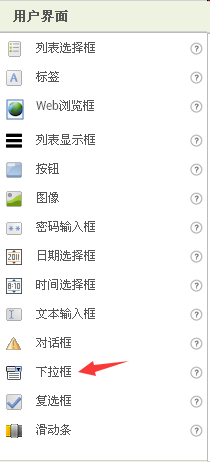 用户界面
列表选择框
标签
Web浏览框
列表显示框
按钮
图像
密码输入框
日期选择框
时间选择框
文本输入框
对话框
下拉框
复选框
滑动条